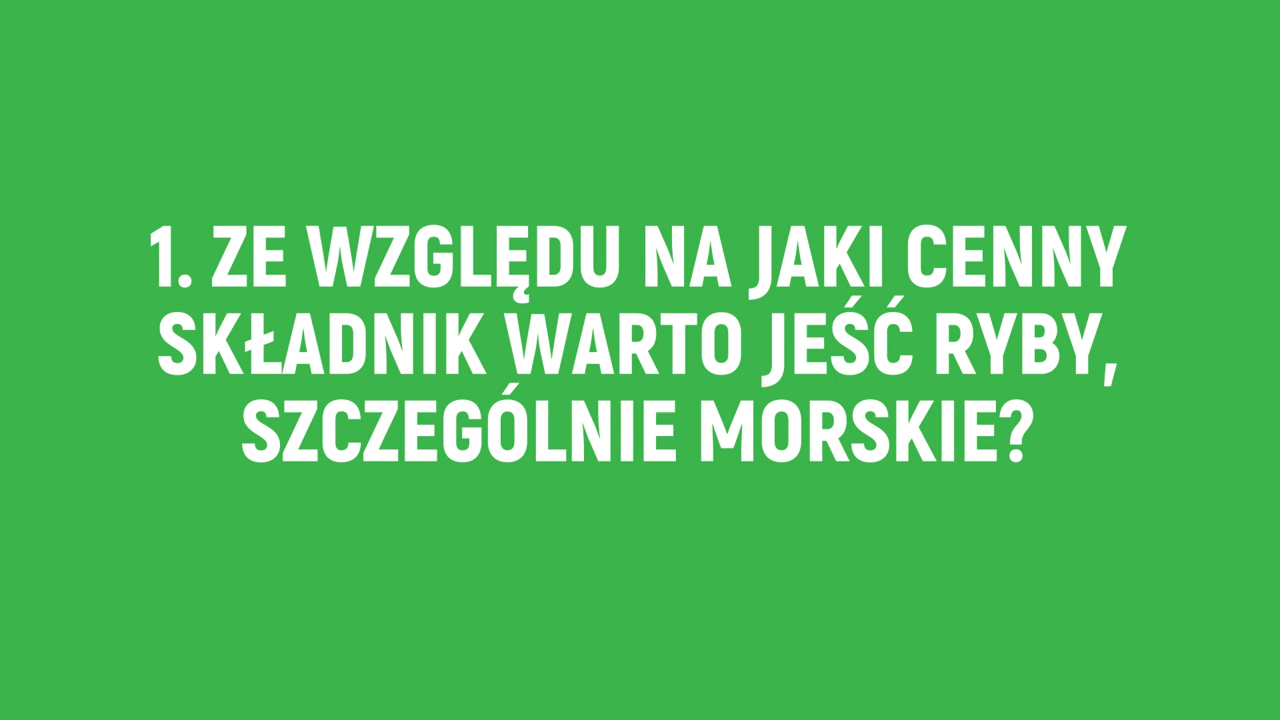 1. ZE WZGLĘDU NA JAKI CENNY
SKŁADNIK WARTO JEŚĆ RYBY,
SZCZEGÓLNIE MORSKIE?